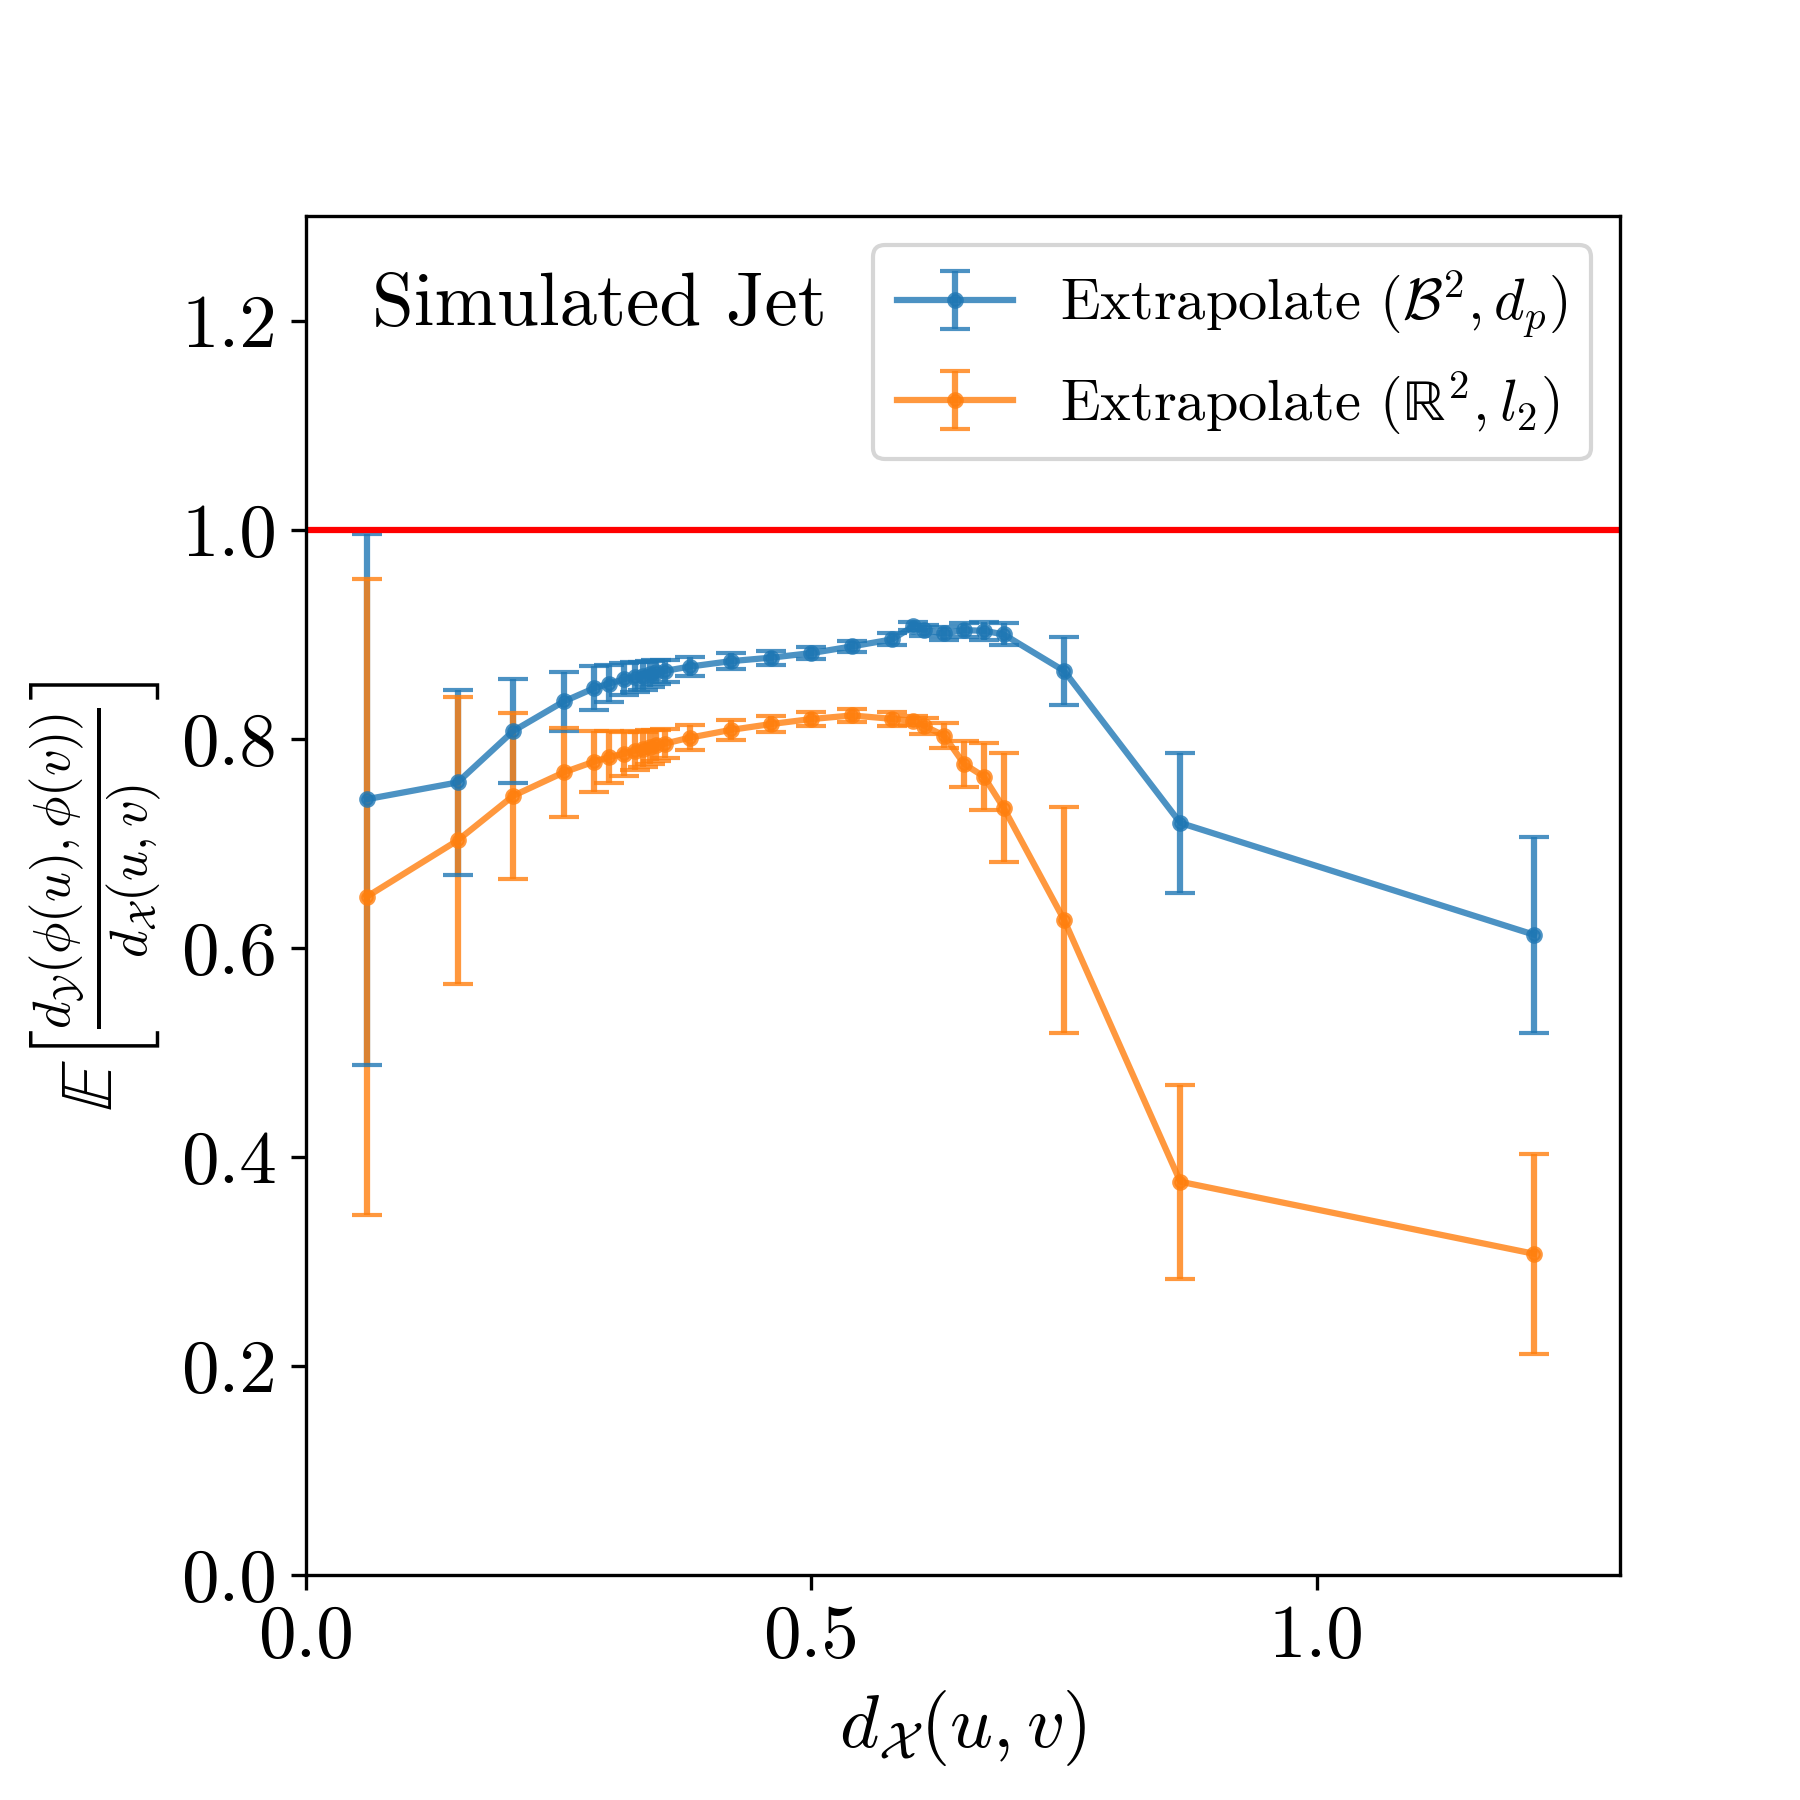 Simulated Jet
Extrapolate (𝓑², dₚ)
Extrapolate (ℝ², l₂)
1.2
1.0
0.8
0.6
0.4
0.2
0.0
𝔼[d_𝒴(ϕ(u), ϕ(v)) / d_𝒳(u, v)]
0.0 0.5 1.0
d_𝒳(u, v)